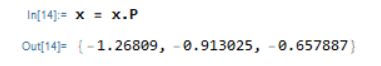 In[14]:= x = x.P
Out[14]= {-1.26809, -0.913025, -0.657887}